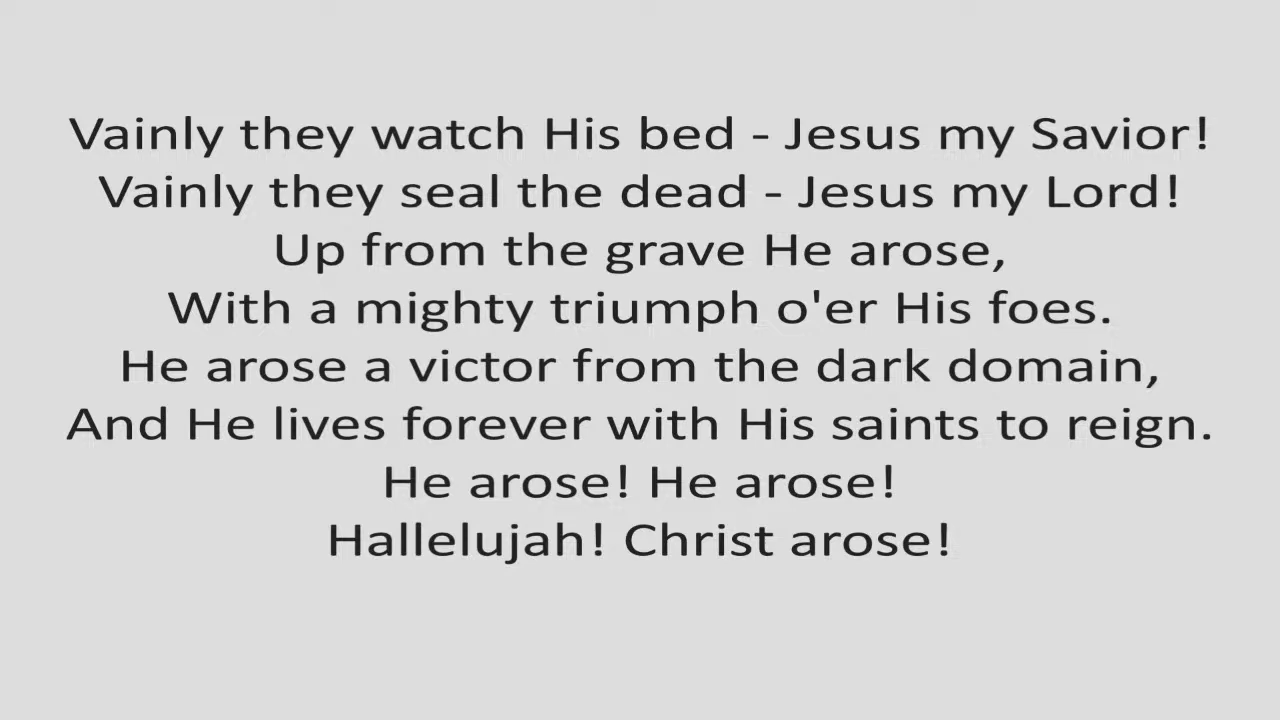 Vainly they watch His bed - Jesus my Savior!
Vainly they seal the dead - Jesus my Lord!
Up from the grave He arose,
With a mighty triumph o'er His foes.
He arose a victor from the dark domain,
And He lives forever with His saints to reign.
He arose! He arose!
Hallelujah! Christ arose!